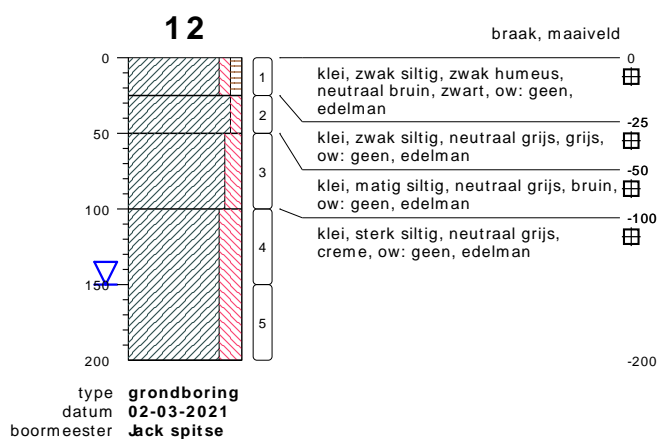 12
braak, maaiveld
0
0
1
klei, zwak siltig, zwak humeus,
neutraal bruin, zwart, ow: geen,
edelman
-25
2
klei, zwak siltig, neutraal grijs, grijs,
ow: geen, edelman
50
-50
3
klei, matig siltig, neutraal grijs, bruin,
ow: geen, edelman
100
-100
4
klei, sterk siltig, neutraal grijs,
creme, ow: geen, edelman
150
5
200
-200
type grondboring
datum 02-03-2021
boormeester Jack spitse